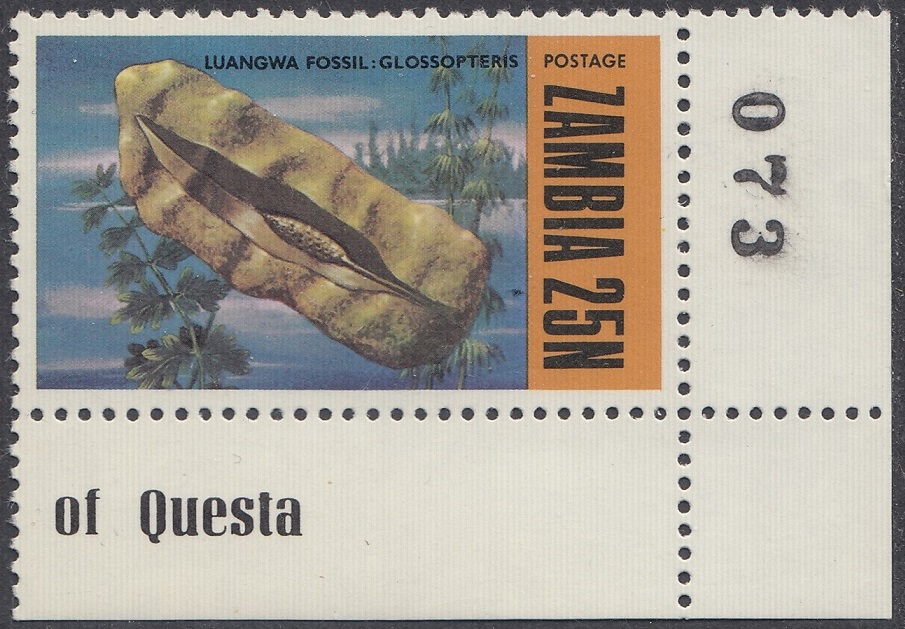 LUANGWA FOSSIL: GLOSSOPTERIS
POSTAGE
ZAMBIA 25N
073
of Questa